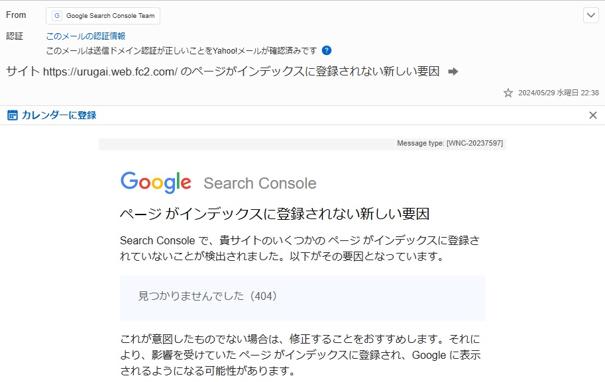 From
G Google Search Console Team
認証
このメールの認証情報
このメールは送信ドメイン認証が正しいことをYahoo!メールが確認済みです ?
サイト https://urugai.web.fc2.com/ のページがインデックスに登録されない新しい要因
2024/05/29 水曜日 22:38
カレンダーに登録
Message type: [WNC-20237597]
Google Search Console
ページ がインデックスに登録されない新しい要因
Search Console で、貴サイトのいくつかの ページ がインデックスに登録さ
れていないことが検出されました。以下がその要因となっています。
見つかりませんでした（404）
これが意図したものでない場合は、修正することをおすすめします。それに
より、影響を受けていた ページ がインデックスに登録され、Google に表示
されるようになる可能性があります。